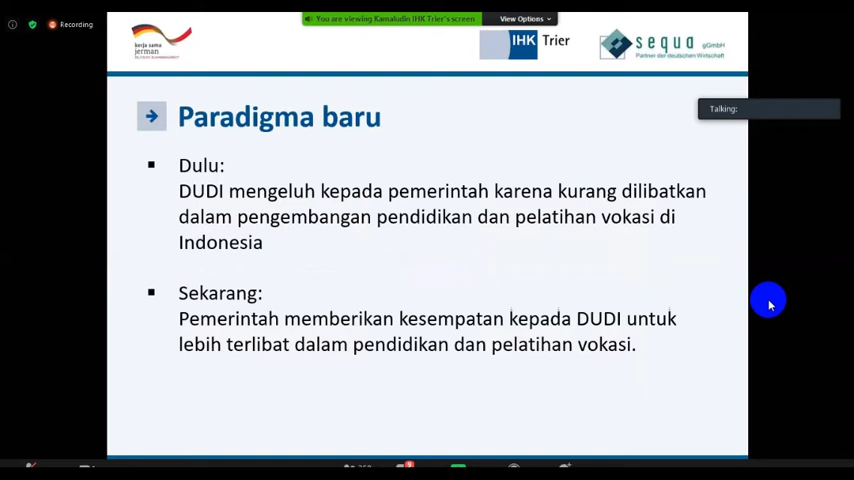 Recording
You are viewing Kamaludin IHK Trier's screen
View Options
kerja sama
jerman
IHK Trier
sequa gGmbH
Partner der deutschen Wirtschaft
Talking:
Paradigma baru
Dulu:
DUDI mengeluh kepada pemerintah karena kurang dilibatkan
dalam pengembangan pendidikan dan pelatihan vokasi di
Indonesia
Sekarang:
Pemerintah memberikan kesempatan kepada DUDI untuk
lebih terlibat dalam pendidikan dan pelatihan vokasi.